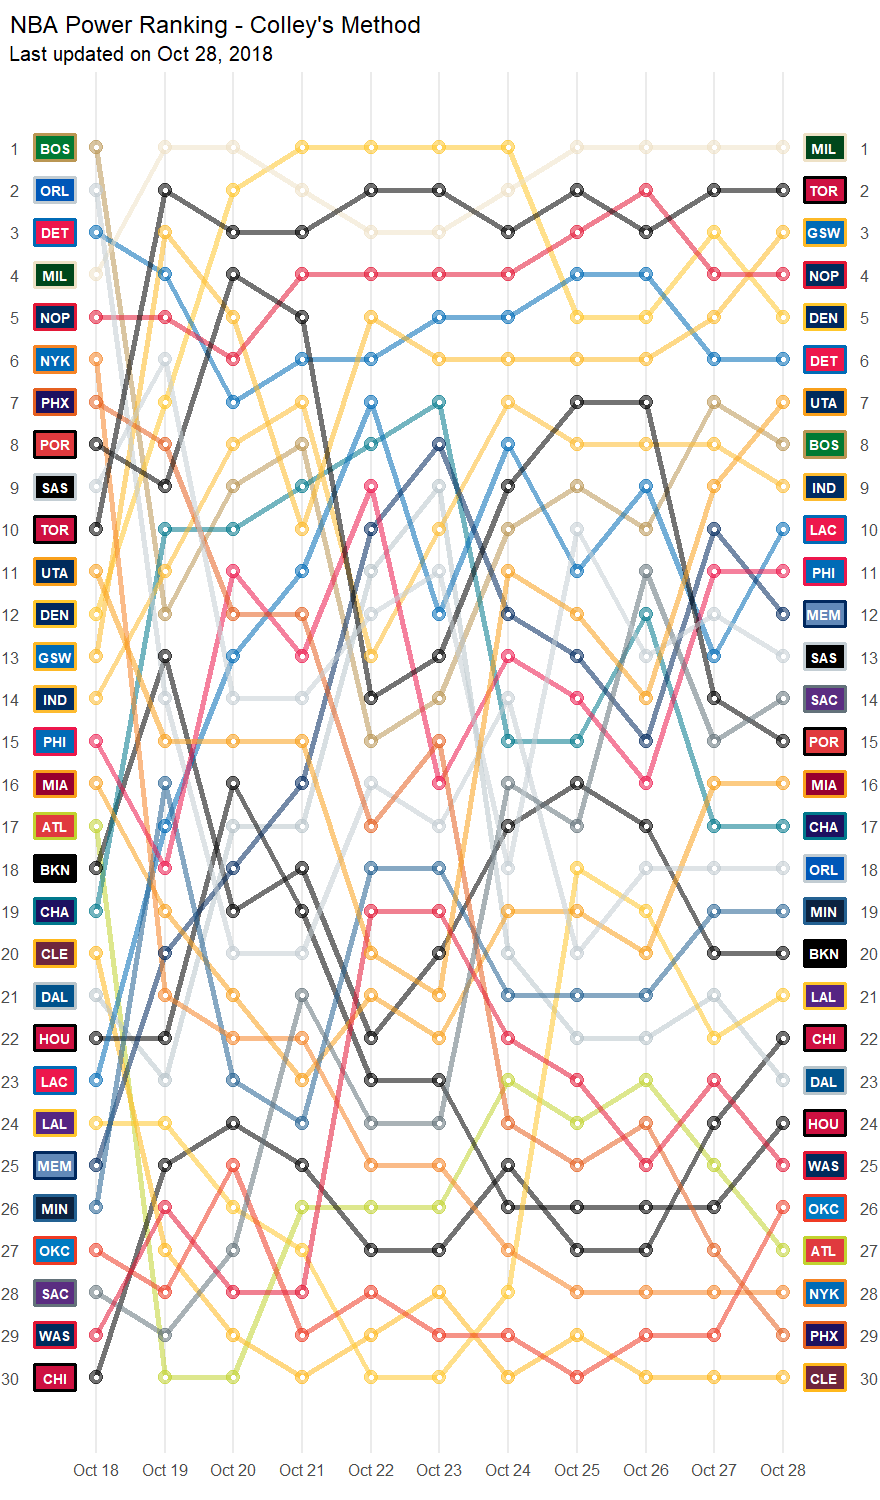 NBA Power Ranking - Colley's Method
Last updated on Oct 28, 2018
1 BOS MIL 1
2 ORL TOR 2
3 DET GSW 3
4 MIL NOP 4
5 NOP DEN 5
6 NYK DET 6
7 PHX UTA 7
8 POR BOS 8
9 SAS IND 9
10 TOR LAC 10
11 UTA PHI 11
12 DEN MEM 12
13 GSW SAS 13
14 IND SAC 14
15 PHI POR 15
16 MIA MIA 16
17 ATL CHA 17
18 BKN ORL 18
19 CHA MIN 19
20 CLE BKN 20
21 DAL LAL 21
22 HOU CHI 22
23 LAC DAL 23
24 LAL HOU 24
25 MEM WAS 25
26 MIN OKC 26
27 OKC ATL 27
28 SAC NYK 28
29 WAS PHX 29
30 CHI CLE 30
Oct 18 Oct 19 Oct 20 Oct 21 Oct 22 Oct 23 Oct 24 Oct 25 Oct 26 Oct 27 Oct 28